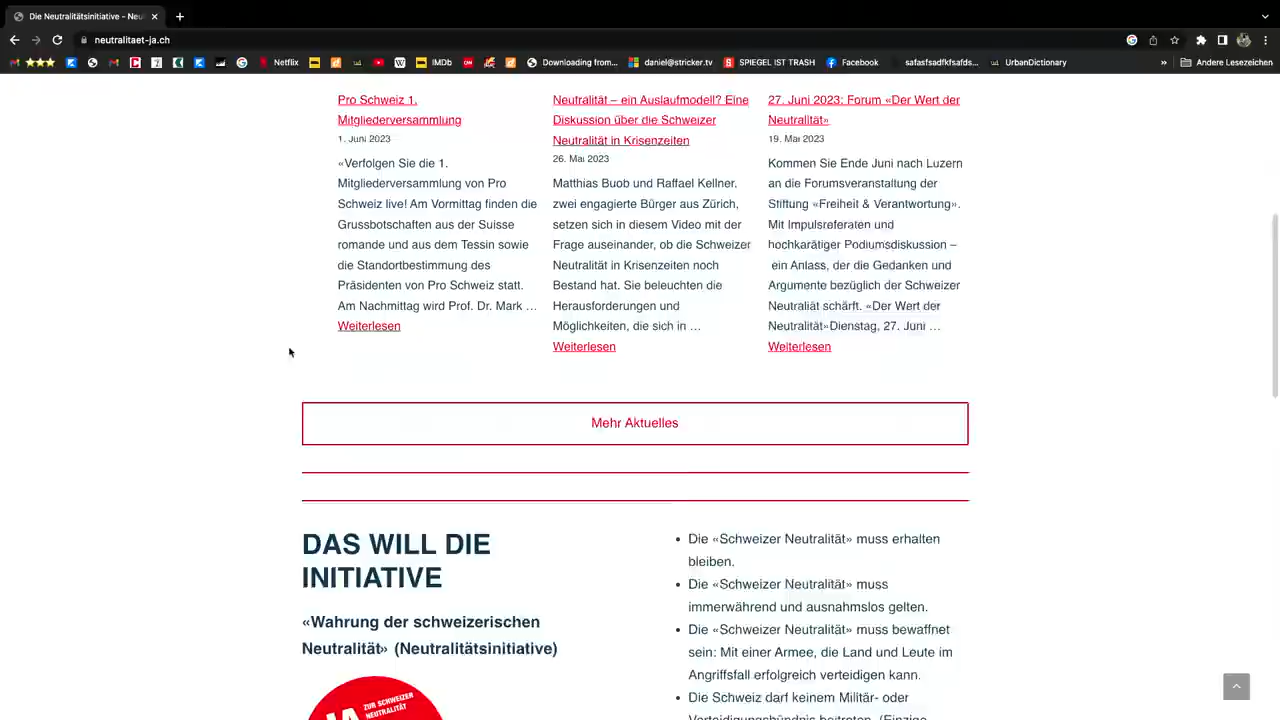 Die Neutralitätsinitiative - Neu
neutralitaet-ja.ch
Netflix
IMDb
Downloading from...
daniel@stricker.tv
SPIEGEL IST TRASH
Facebook
safasfsadfkfsafds...
UrbanDictionary
»
Andere Lesezeichen
Pro Schweiz 1.
Mitgliederversammlung
1. Juni 2023
«Verfolgen Sie die 1.
Mitgliederversammlung von Pro
Schweiz live! Am Vormittag finden die
Grussbotschaften aus der Suisse
romande und aus dem Tessin sowie
die Standortbestimmung des
Präsidenten von Pro Schweiz statt.
Am Nachmittag wird Prof. Dr. Mark …
Weiterlesen
Neutralität – ein Auslaufmodell? Eine
Diskussion über die Schweizer
Neutralität in Krisenzeiten
26. Mai 2023
Matthias Buob und Raffael Kellner,
zwei engagierte Bürger aus Zürich,
setzen sich in diesem Video mit der
Frage auseinander, ob die Schweizer
Neutralität in Krisenzeiten noch
Bestand hat. Sie beleuchten die
Herausforderungen und
Möglichkeiten, die sich in …
Weiterlesen
27. Juni 2023: Forum «Der Wert der
Neutralität»
19. Mai 2023
Kommen Sie Ende Juni nach Luzern
an die Forumsveranstaltung der
Stiftung «Freiheit & Verantwortung».
Mit Impulsreferaten und
hochkarätiger Podiumsdiskussion –
ein Anlass, der die Gedanken und
Argumente bezüglich der Schweizer
Neutralität schärft. «Der Wert der
Neutralität»Dienstag, 27. Juni …
Weiterlesen
Mehr Aktuelles
DAS WILL DIE
INITIATIVE
«Wahrung der schweizerischen
Neutralität» (Neutralitätsinitiative)
JA
ZUR SCHWEIZER
NEUTRALITÄT
• Die «Schweizer Neutralität» muss erhalten
bleiben.
• Die «Schweizer Neutralität» muss
immerwährend und ausnahmslos gelten.
• Die «Schweizer Neutralität» muss bewaffnet
sein: Mit einer Armee, die Land und Leute im
Angriffsfall erfolgreich verteidigen kann.
• Die Schweiz darf keinem Militär- oder
Verteidigungsbündnis beitreten. (Einzige